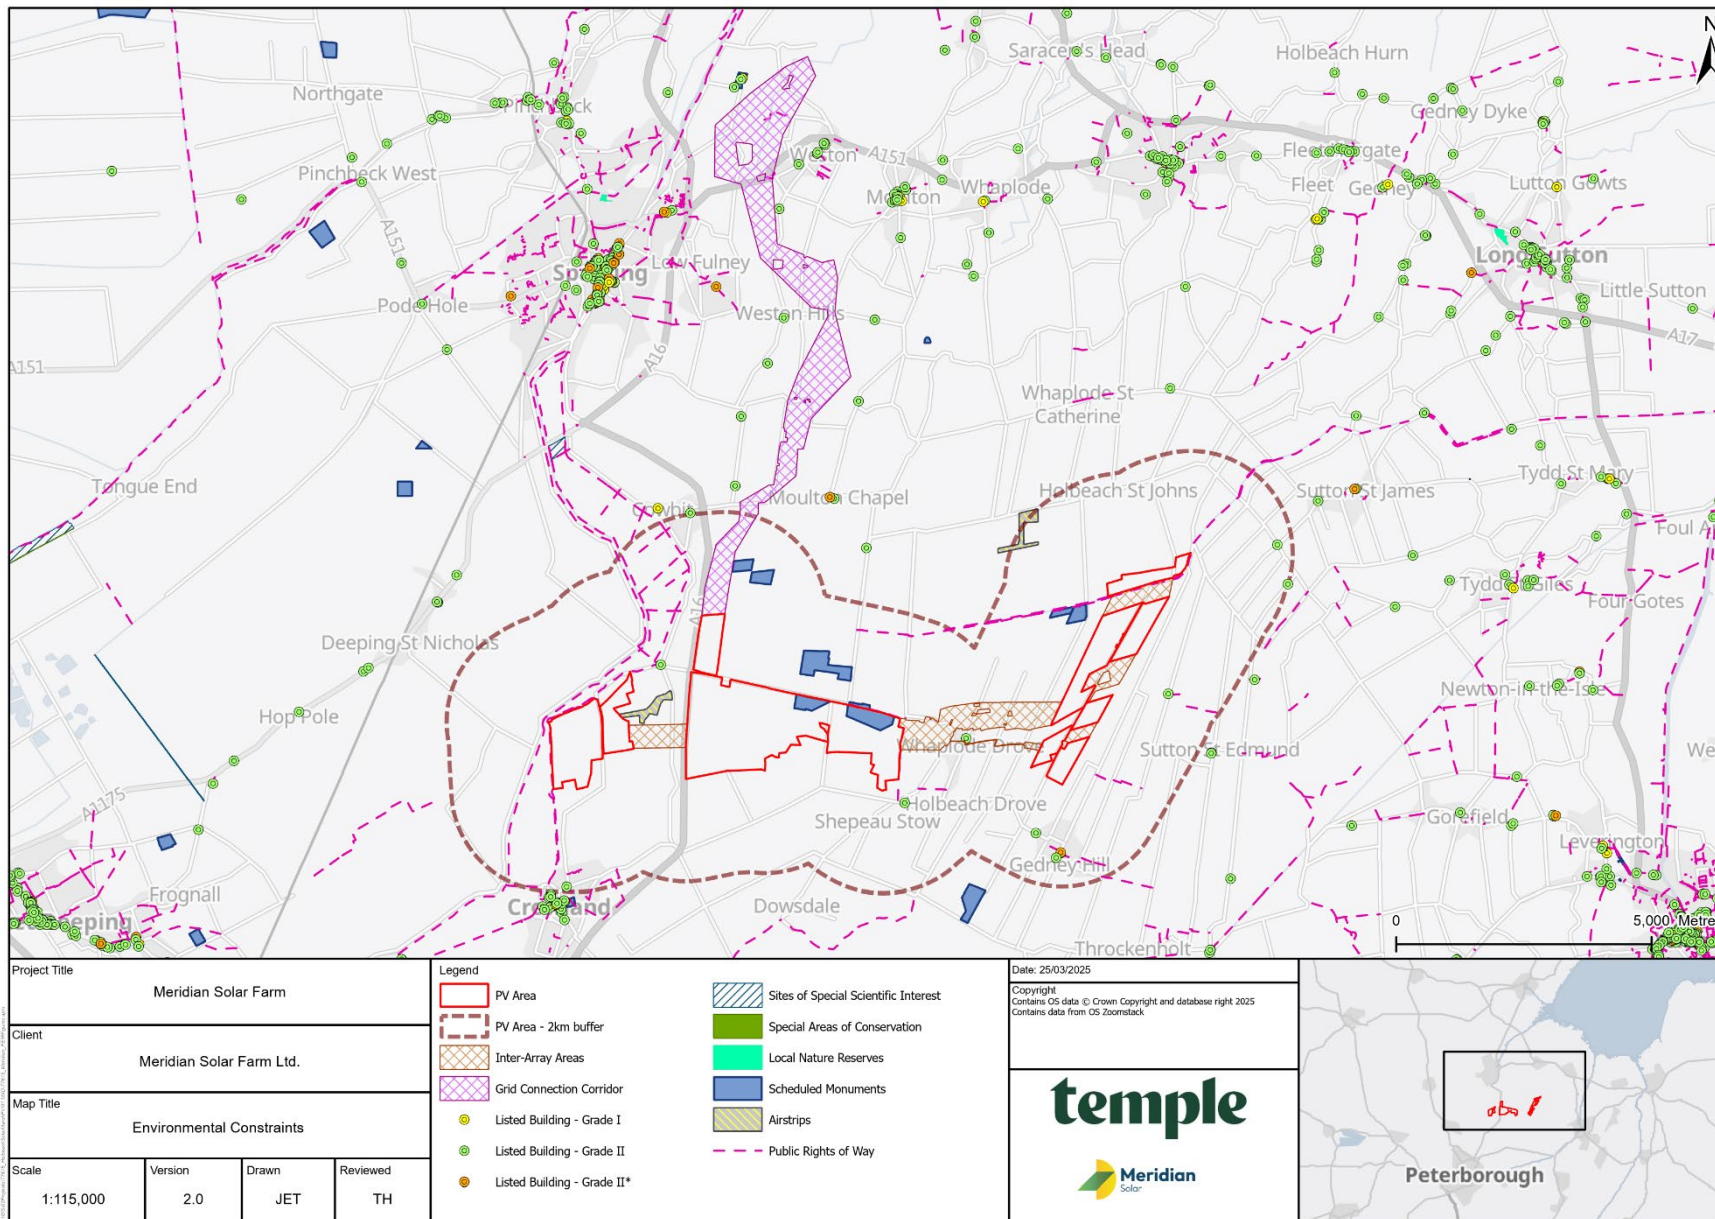 N
Saracen's Head
Holbeach Hurn
Northgate
Gedney Dyke
Pinchbeck West
Weston
A151
Fleet Hargate
Fleet
Gedney
Lutton Gowts
Moulton
Whaplode
A151
Spalding
Low Fulney
Long Sutton
Pode Hole
Weston Hills
Little Sutton
A17
A151
A16
Whaplode St
Catherine
Tongue End
Cowbit
Moulton Chapel
Holbeach St Johns
Sutton St James
Tydd St Mary
Foul A
Tydd St Giles
Four Gotes
A16
Deeping St Nicholas
Newton-in-the-Isle
Hop Pole
Whaplode Drove
Sutton St Edmund
We
A1175
Holbeach Drove
Shepeau Stow
Gorefield
Leverington
Gedney Hill
Frognall
Crowland
Dowsdale
Throckenholt
0
5,000
Metre
Project Title
Meridian Solar Farm
Client
Meridian Solar Farm Ltd.
Map Title
Environmental Constraints
Scale
1:115,000
Version
2.0
Drawn
JET
Reviewed
TH
Legend
PV Area
PV Area - 2km buffer
Inter-Array Areas
Grid Connection Corridor
Listed Building - Grade I
Listed Building - Grade II
Listed Building - Grade II*
Sites of Special Scientific Interest
Special Areas of Conservation
Local Nature Reserves
Scheduled Monuments
Airstrips
Public Rights of Way
Date: 25/03/2025
Copyright
Contains OS data © Crown Copyright and database right 2025
Contains data from OS Zoomstack
temple
Meridian
Solar
Peterborough